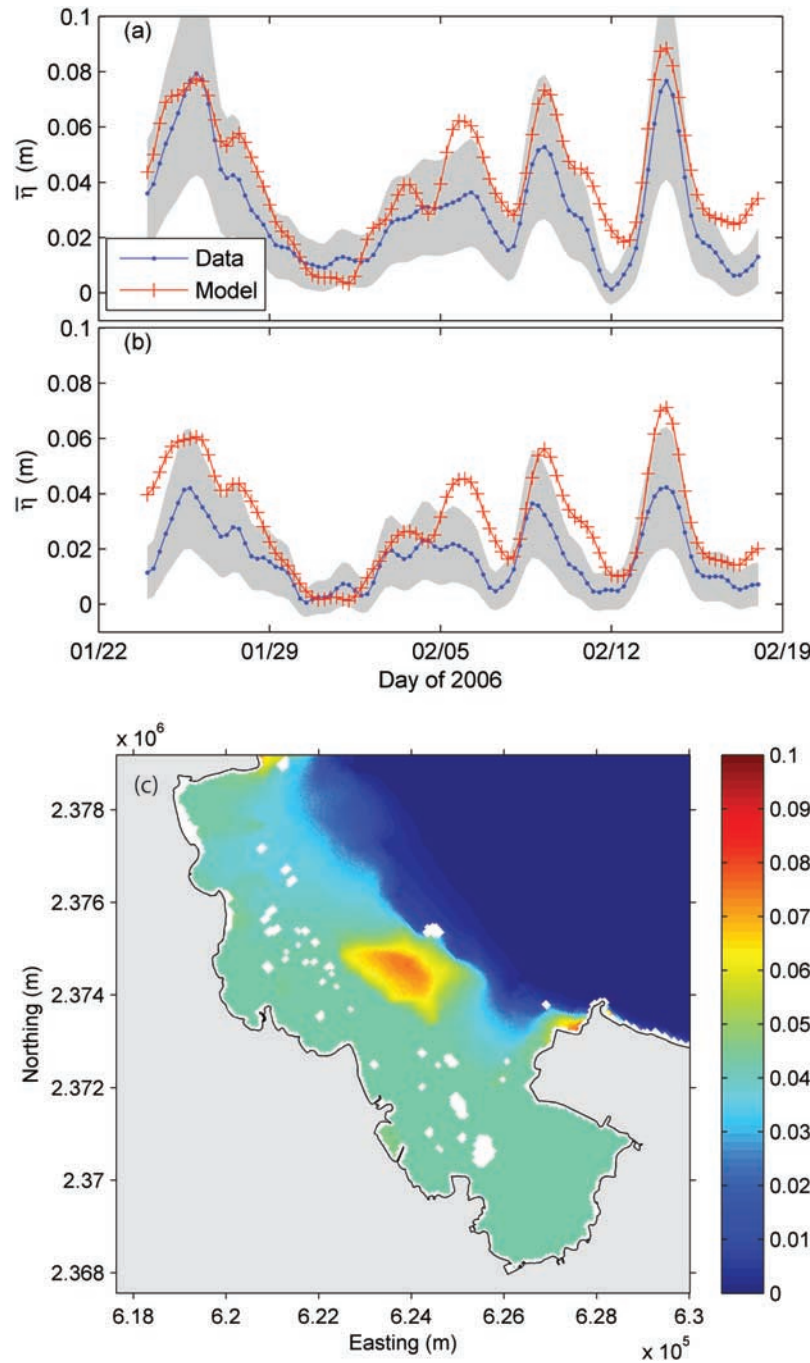 (a)
0.1
0.08
0.06
0.04
0.02
0
η̅ (m)
Data
Model
(b)
0.1
0.08
0.06
0.04
0.02
0
η̅ (m)
01/22 01/29 02/05 02/12 02/19
Day of 2006
x 10⁶
(c)
2.378
2.376
2.374
2.372
2.37
2.368
Northing (m)
6.18 6.2 6.22 6.24 6.26 6.28 6.3
Easting (m)
x 10⁵
0.1
0.09
0.08
0.07
0.06
0.05
0.04
0.03
0.02
0.01
0